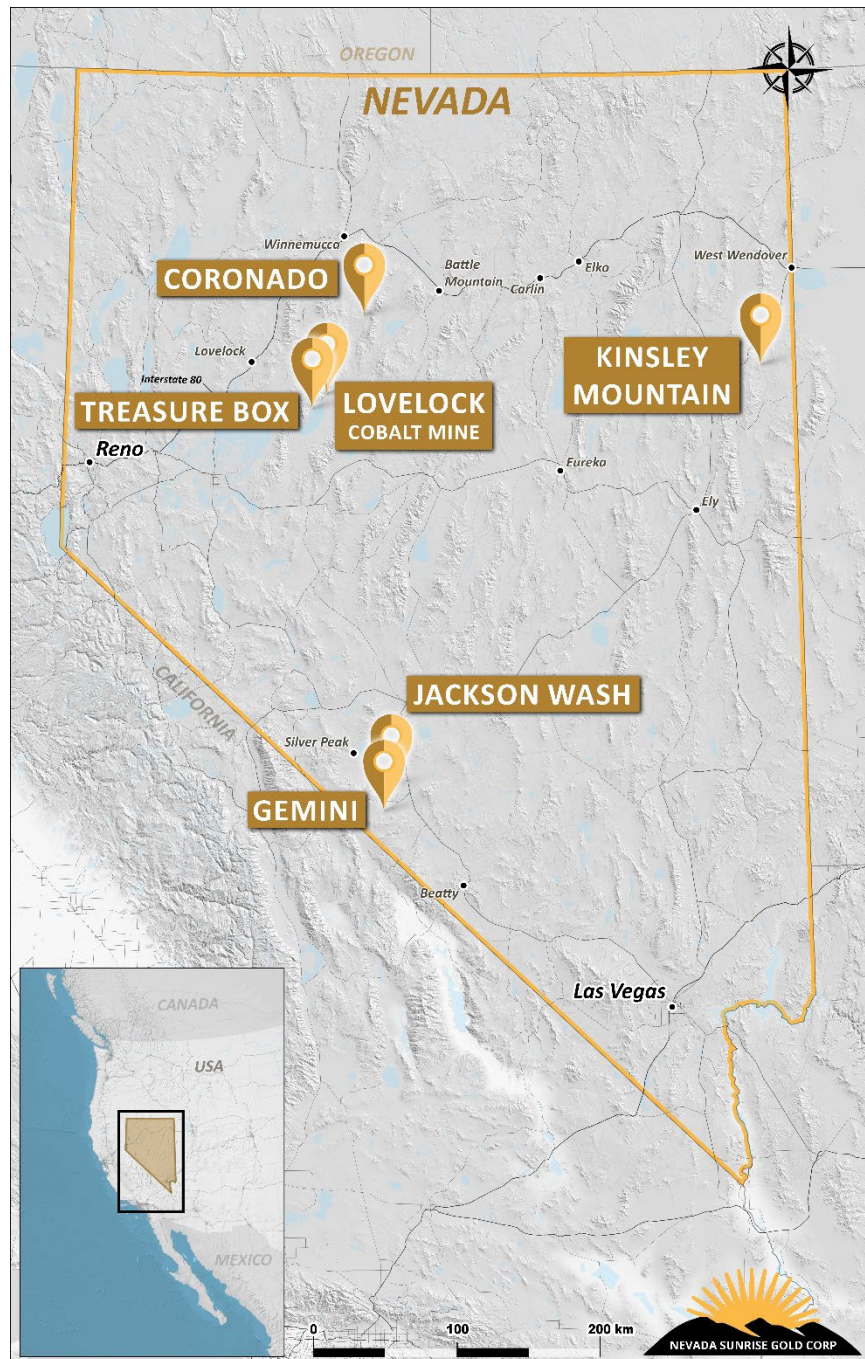 OREGON
NEVADA
Winnemucca
CORONADO
Battle
Mountain
Carlin
Elko
West Wendover
Lovelock
Interstate 80
TREASURE BOX
LOVELOCK
COBALT MINE
KINSLEY
MOUNTAIN
Reno
Eureka
Ely
CALIFORNIA
JACKSON WASH
Silver Peak
GEMINI
Beatty
Las Vegas
CANADA
USA
MEXICO
0 100 200 km
NEVADA SUNRISE GOLD CORP